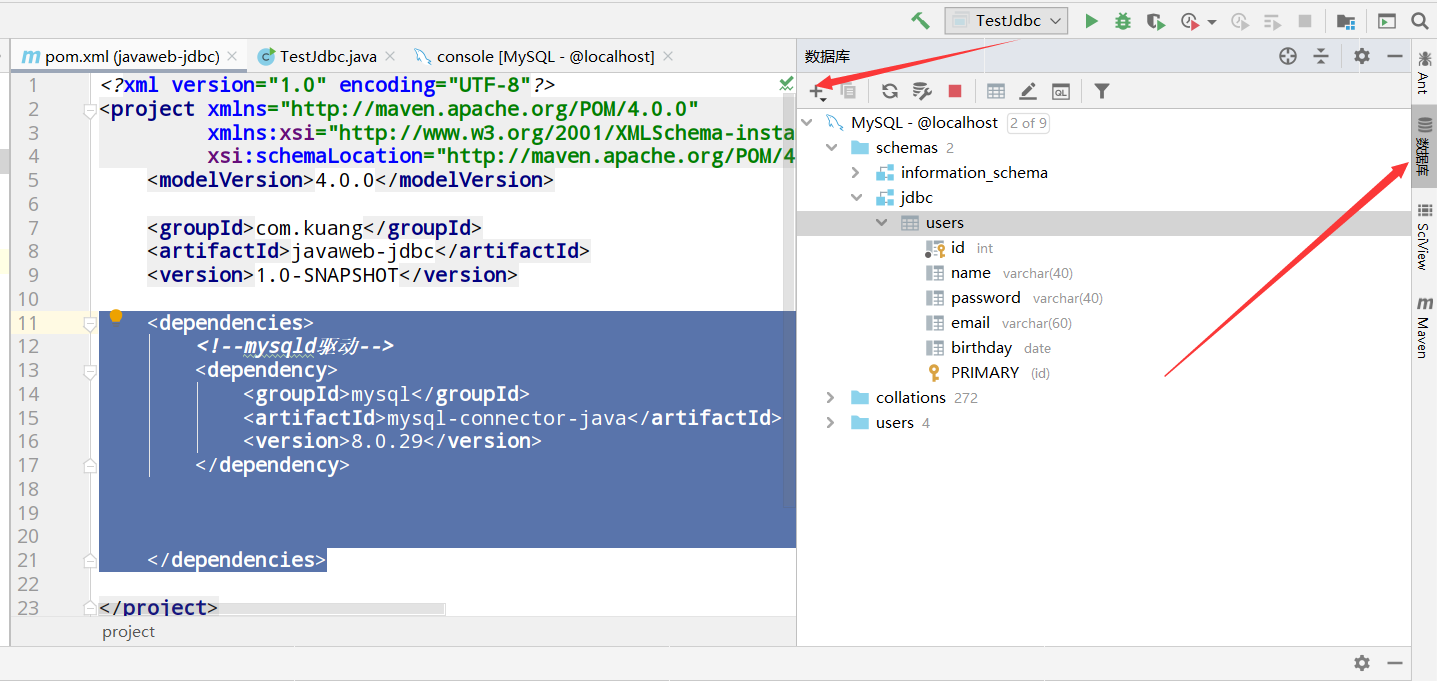 TestJdbc
pom.xml (javaweb-jdbc)
TestJdbc.java
console [MySQL - @localhost]
1 <?xml version="1.0" encoding="UTF-8"?>
2 <project xmlns="http://maven.apache.org/POM/4.0.0"
3 xmlns:xsi="http://www.w3.org/2001/XMLSchema-insta
4 xsi:schemaLocation="http://maven.apache.org/POM/4
5 <modelVersion>4.0.0</modelVersion>
6
7 <groupId>com.kuang</groupId>
8 <artifactId>javaweb-jdbc</artifactId>
9 <version>1.0-SNAPSHOT</version>
10
11 <dependencies>
12 <!--mysqld驱动-->
13 <dependency>
14 <groupId>mysql</groupId>
15 <artifactId>mysql-connector-java</artifactId>
16 <version>8.0.29</version>
17 </dependency>
18
19
20
21 </dependencies>
22
23 </project>
project
数据库
QL
MySQL - @localhost 2 of 9
schemas 2
information_schema
jdbc
users
id int
name varchar(40)
password varchar(40)
email varchar(60)
birthday date
PRIMARY (id)
collations 272
users 4
Ant
数据库
SciView
Maven